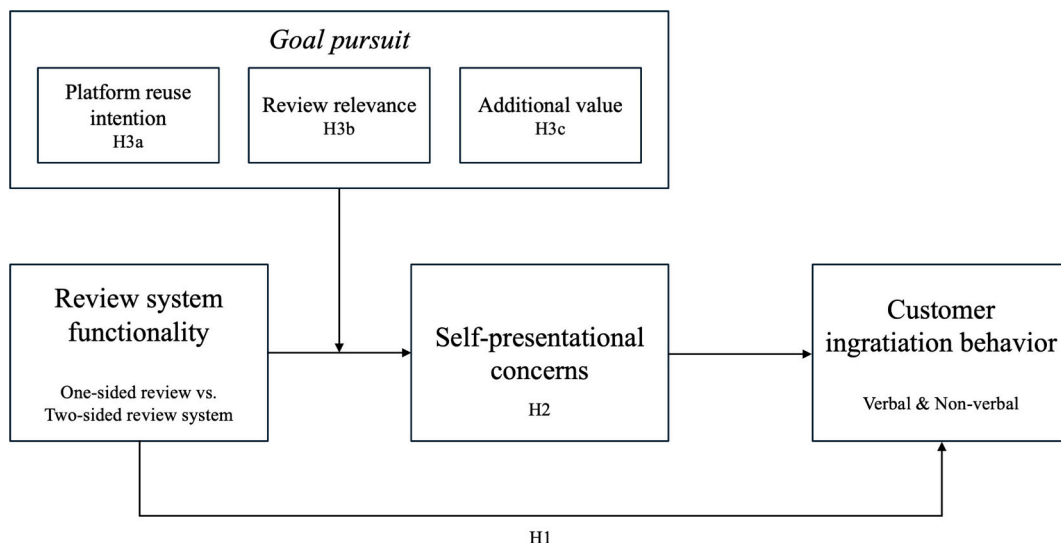 Goal pursuit
Platform reuse
intention
H3a
Review relevance
H3b
Additional value
H3c
Review system
functionality
One-sided review vs.
Two-sided review system
Self-presentational
concerns
H2
Customer
ingratiation behavior
Verbal & Non-verbal
H1